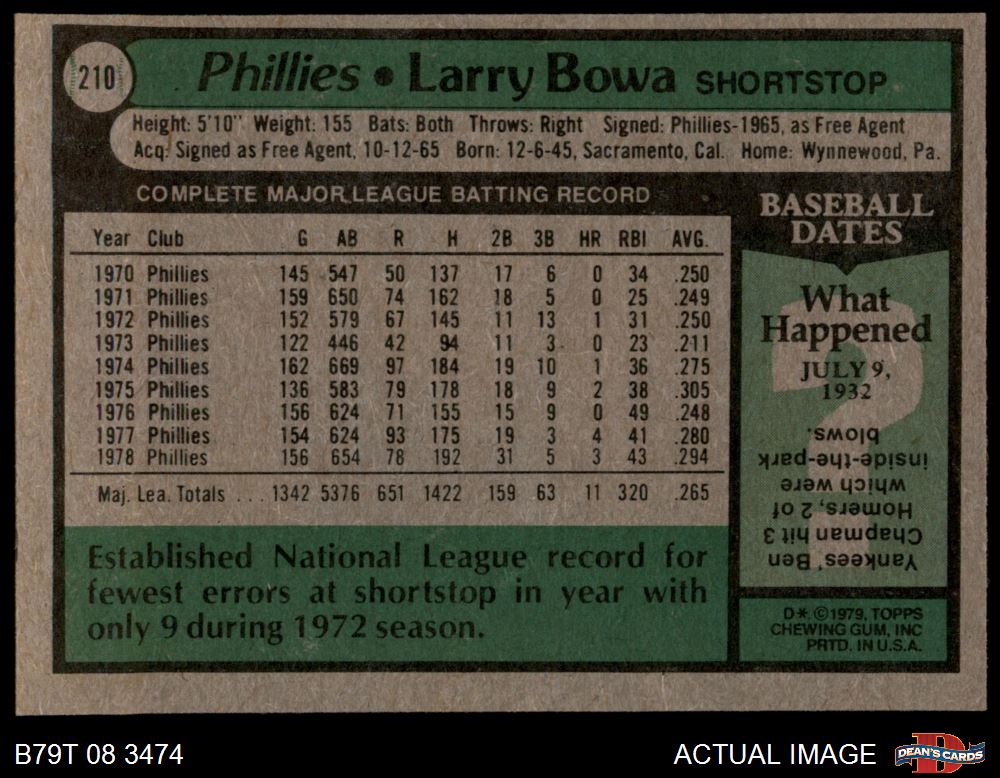 210
Phillies • Larry Bowa SHORTSTOP
Height: 5'10" Weight: 155 Bats: Both Throws: Right Signed: Phillies-1965, as Free Agent
Acq: Signed as Free Agent, 10-12-65 Born: 12-6-45, Sacramento, Cal. Home: Wynnewood, Pa.
COMPLETE MAJOR LEAGUE BATTING RECORD
Year Club G AB R H 2B 3B HR RBI AVG.
1970 Phillies 145 547 50 137 17 6 0 34 .250
1971 Phillies 159 650 74 162 18 5 0 25 .249
1972 Phillies 152 579 67 145 11 13 1 31 .250
1973 Phillies 122 446 42 94 11 3 0 23 .211
1974 Phillies 162 669 97 184 19 10 1 36 .275
1975 Phillies 136 583 79 178 18 9 2 38 .305
1976 Phillies 156 624 71 155 15 9 0 49 .248
1977 Phillies 154 624 93 175 19 3 4 41 .280
1978 Phillies 156 654 78 192 31 5 3 43 .294
Maj. Lea. Totals ... 1342 5376 651 1422 159 63 11 320 .265
Established National League record for
fewest errors at shortstop in year with
only 9 during 1972 season.
BASEBALL
DATES
What
Happened
JULY 9,
1932
Yankees' Ben
Chapman hit 3
Homers, 2 of
which were
inside-the-park
blows.
D* ©1979, TOPPS
CHEWING GUM, INC
PRTD. IN U.S.A.
B79T 08 3474
ACTUAL IMAGE
DEAN'S CARDS